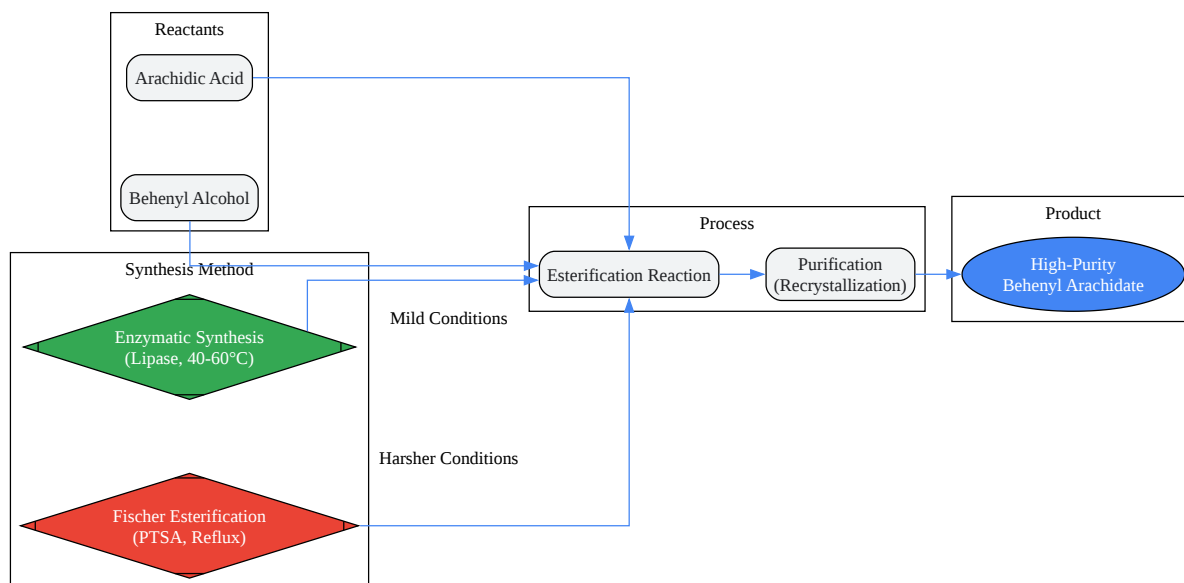 Reactants
Arachidic Acid
Behenyl Alcohol
Synthesis Method
Enzymatic Synthesis
(Lipase, 40-60°C)
Mild Conditions
Harsher Conditions
Fischer Esterification
(PTSA, Reflux)
Process
Esterification Reaction
Purification
(Recrystallization)
Product
High-Purity
Behenyl Arachidate